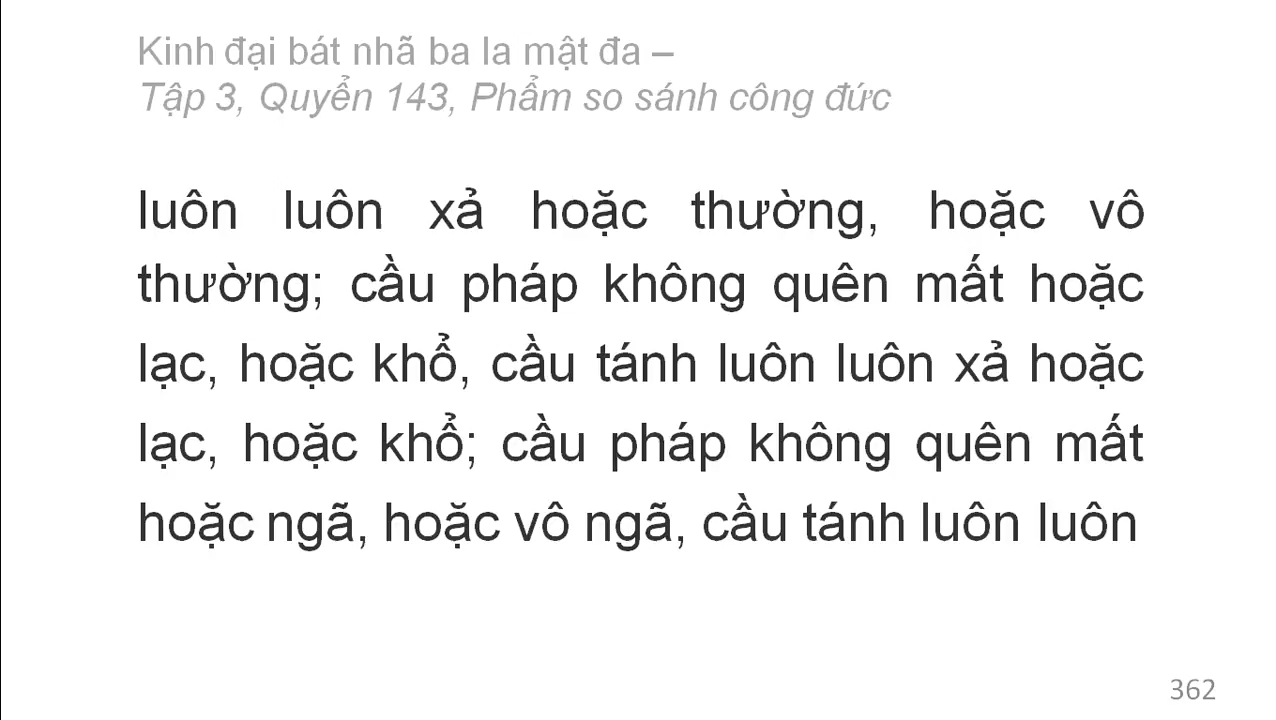 Kinh đại bát nhã ba la mật đa –
Tập 3, Quyển 143, Phẩm so sánh công đức
luôn luôn xả hoặc thường, hoặc vô
thường; cầu pháp không quên mất hoặc
lạc, hoặc khổ, cầu tánh luôn luôn xả hoặc
lạc, hoặc khổ; cầu pháp không quên mất
hoặc ngã, hoặc vô ngã, cầu tánh luôn luôn
362